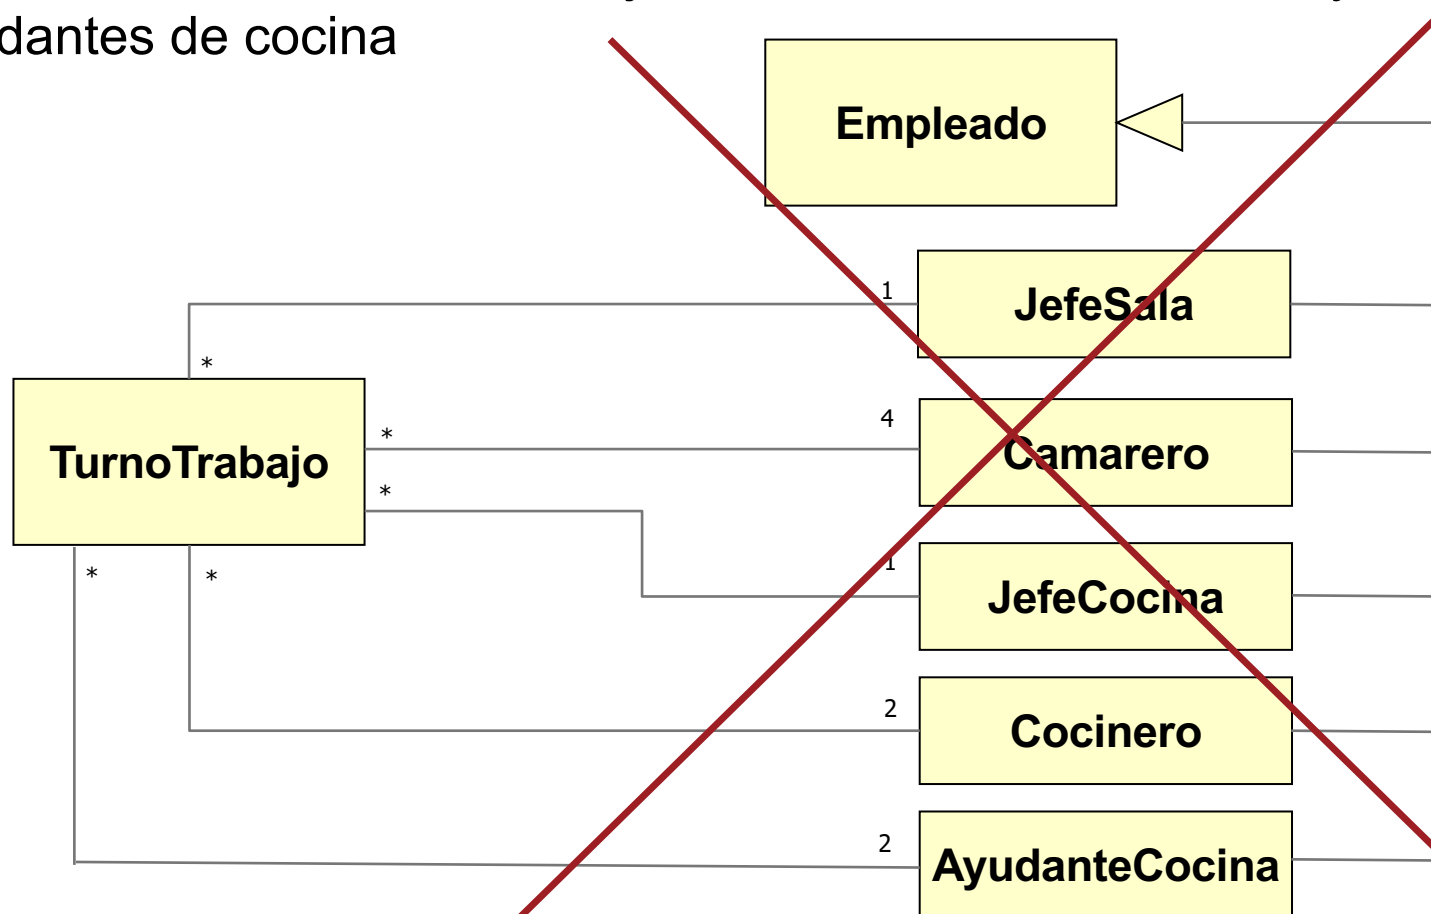 dantes de cocina
Empleado
1
JefeSala
*
4
*
Camarero
TurnoTrabajo
*
1
*
*
JefeCocina
2
Cocinero
2
AyudanteCocina